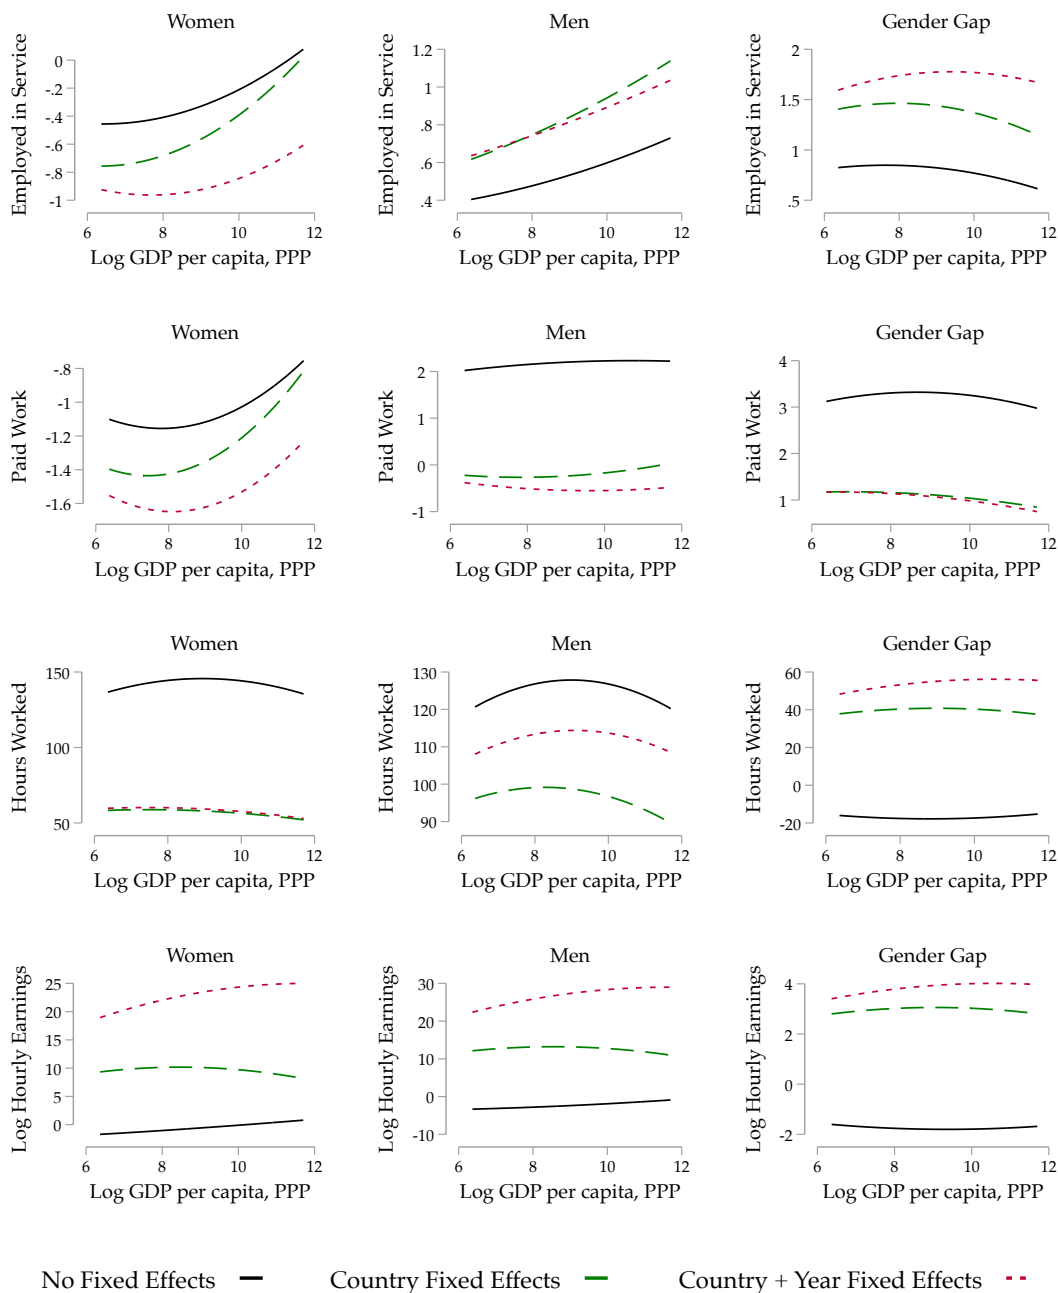 Women
Employed in Service
0
-.2
-.4
-.6
-.8
-1
6 8 10 12
Log GDP per capita, PPP
Men
Employed in Service
1.2
1
.8
.6
.4
6 8 10 12
Log GDP per capita, PPP
Gender Gap
Employed in Service
2
1.5
1
.5
6 8 10 12
Log GDP per capita, PPP
Women
Paid Work
-.8
-1
-1.2
-1.4
-1.6
6 8 10 12
Log GDP per capita, PPP
Men
Paid Work
2
1
0
-1
6 8 10 12
Log GDP per capita, PPP
Gender Gap
Paid Work
4
3
2
1
6 8 10 12
Log GDP per capita, PPP
Women
Hours Worked
150
100
50
6 8 10 12
Log GDP per capita, PPP
Men
Hours Worked
130
120
110
100
90
6 8 10 12
Log GDP per capita, PPP
Gender Gap
Hours Worked
60
40
20
0
-20
6 8 10 12
Log GDP per capita, PPP
Women
Log Hourly Earnings
25
20
15
10
5
0
6 8 10 12
Log GDP per capita, PPP
Men
Log Hourly Earnings
30
20
10
0
-10
6 8 10 12
Log GDP per capita, PPP
Gender Gap
Log Hourly Earnings
4
2
0
-2
6 8 10 12
Log GDP per capita, PPP
No Fixed Effects Country Fixed Effects Country + Year Fixed Effects